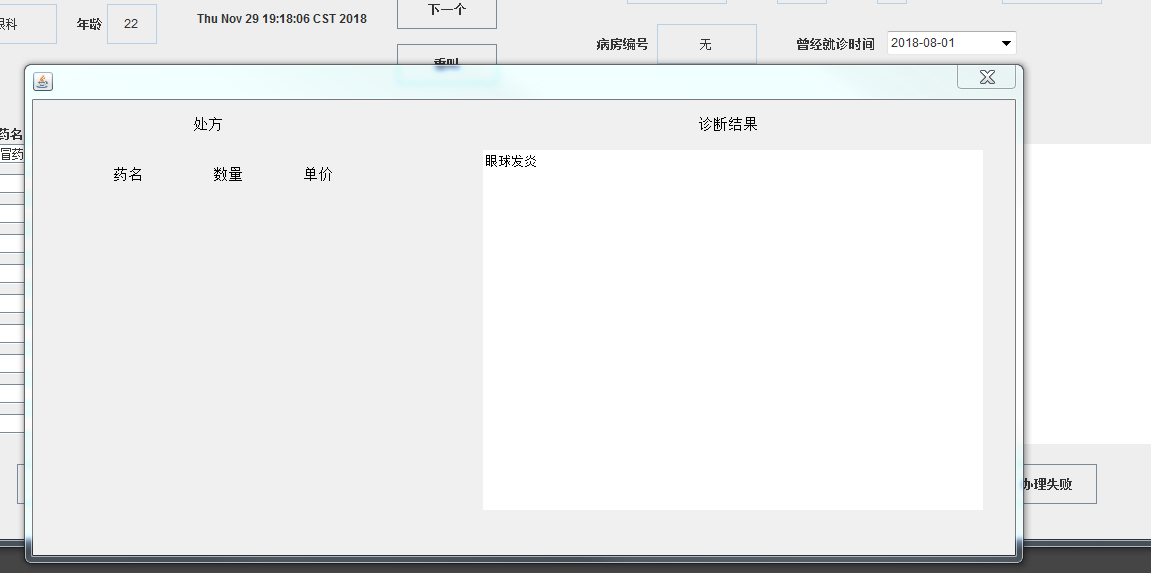 眼科
年龄
22
Thu Nov 29 19:18:06 CST 2018
下一个
重叫
病房编号
无
曾经就诊时间
2018-08-01
药名
冒药
处方
诊断结果
药名 数量 单价
眼球发炎
办理失败